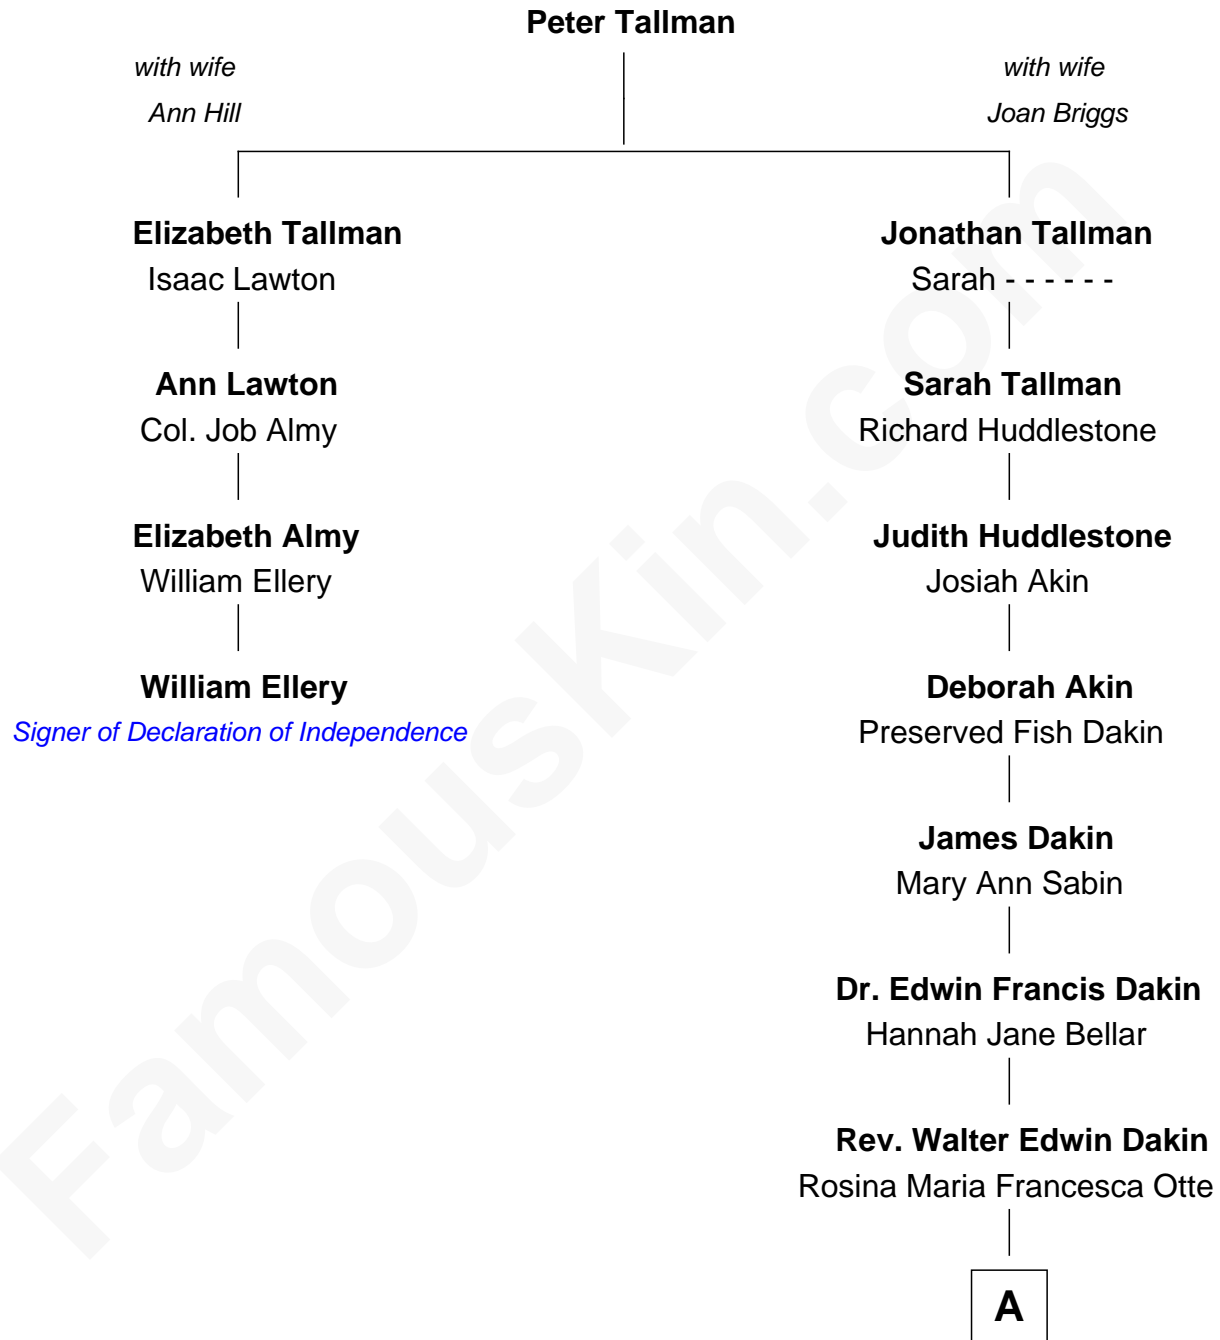 Peter Tallman
with wife
Ann Hill
with wife
Joan Briggs
Elizabeth Tallman
Isaac Lawton
Jonathan Tallman
Sarah - - - - - -
Ann Lawton
Col. Job Almy
Sarah Tallman
Richard Huddlestone
Elizabeth Almy
William Ellery
Judith Huddlestone
Josiah Akin
William Ellery
Signer of Declaration of Independence
Deborah Akin
Preserved Fish Dakin
James Dakin
Mary Ann Sabin
Dr. Edwin Francis Dakin
Hannah Jane Bellar
Rev. Walter Edwin Dakin
Rosina Maria Francesca Otte
A
FamousKin.com